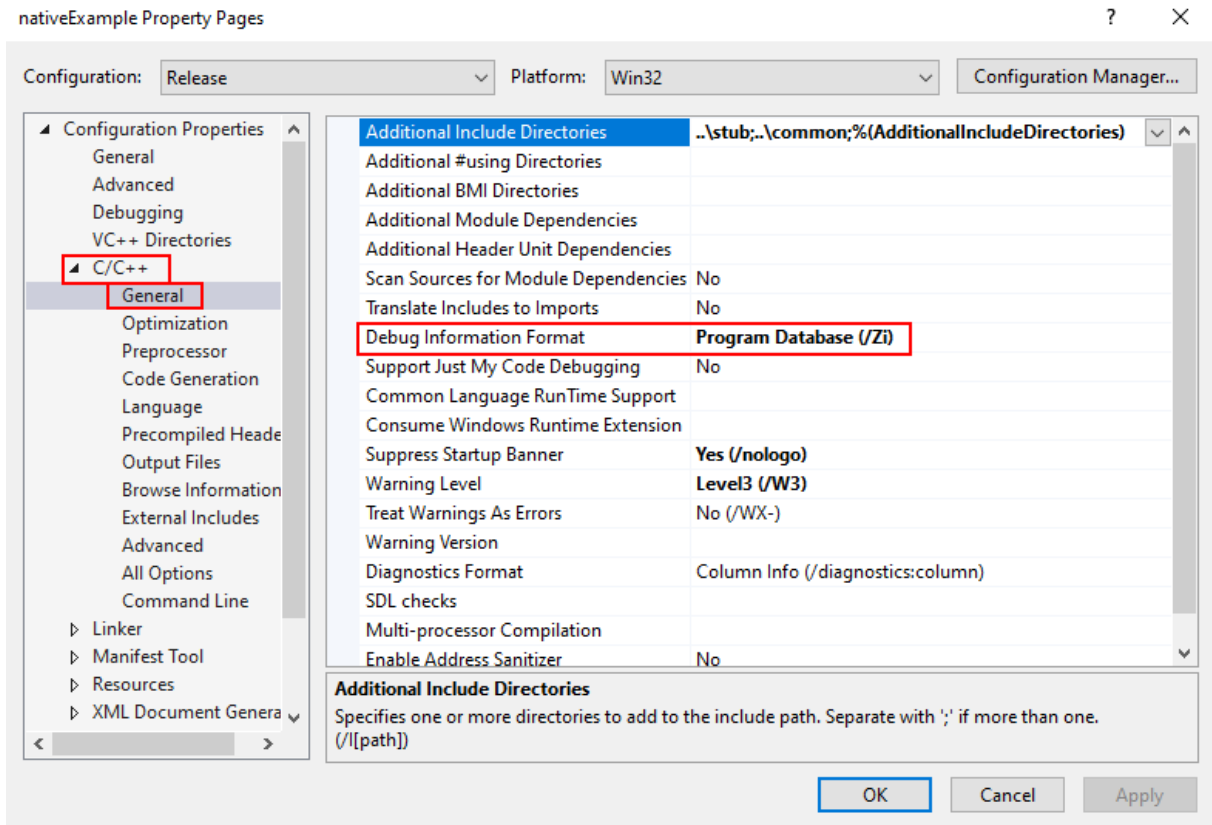 nativeExample Property Pages ? ×
Configuration: Release Platform: Win32 Configuration Manager...
Configuration Properties
General
Advanced
Debugging
VC++ Directories
C/C++
General
Optimization
Preprocessor
Code Generation
Language
Precompiled Heade
Output Files
Browse Information
External Includes
Advanced
All Options
Command Line
Linker
Manifest Tool
Resources
XML Document Genera
Additional Include Directories ..\stub;..\common;%(AdditionalIncludeDirectories)
Additional #using Directories
Additional BMI Directories
Additional Module Dependencies
Additional Header Unit Dependencies
Scan Sources for Module Dependencies No
Translate Includes to Imports No
Debug Information Format Program Database (/Zi)
Support Just My Code Debugging No
Common Language RunTime Support
Consume Windows Runtime Extension
Suppress Startup Banner Yes (/nologo)
Warning Level Level3 (/W3)
Treat Warnings As Errors No (/WX-)
Warning Version
Diagnostics Format Column Info (/diagnostics:column)
SDL checks
Multi-processor Compilation
Enable Address Sanitizer No
Additional Include Directories
Specifies one or more directories to add to the include path. Separate with ';' if more than one.
(/I[path])
OK Cancel Apply